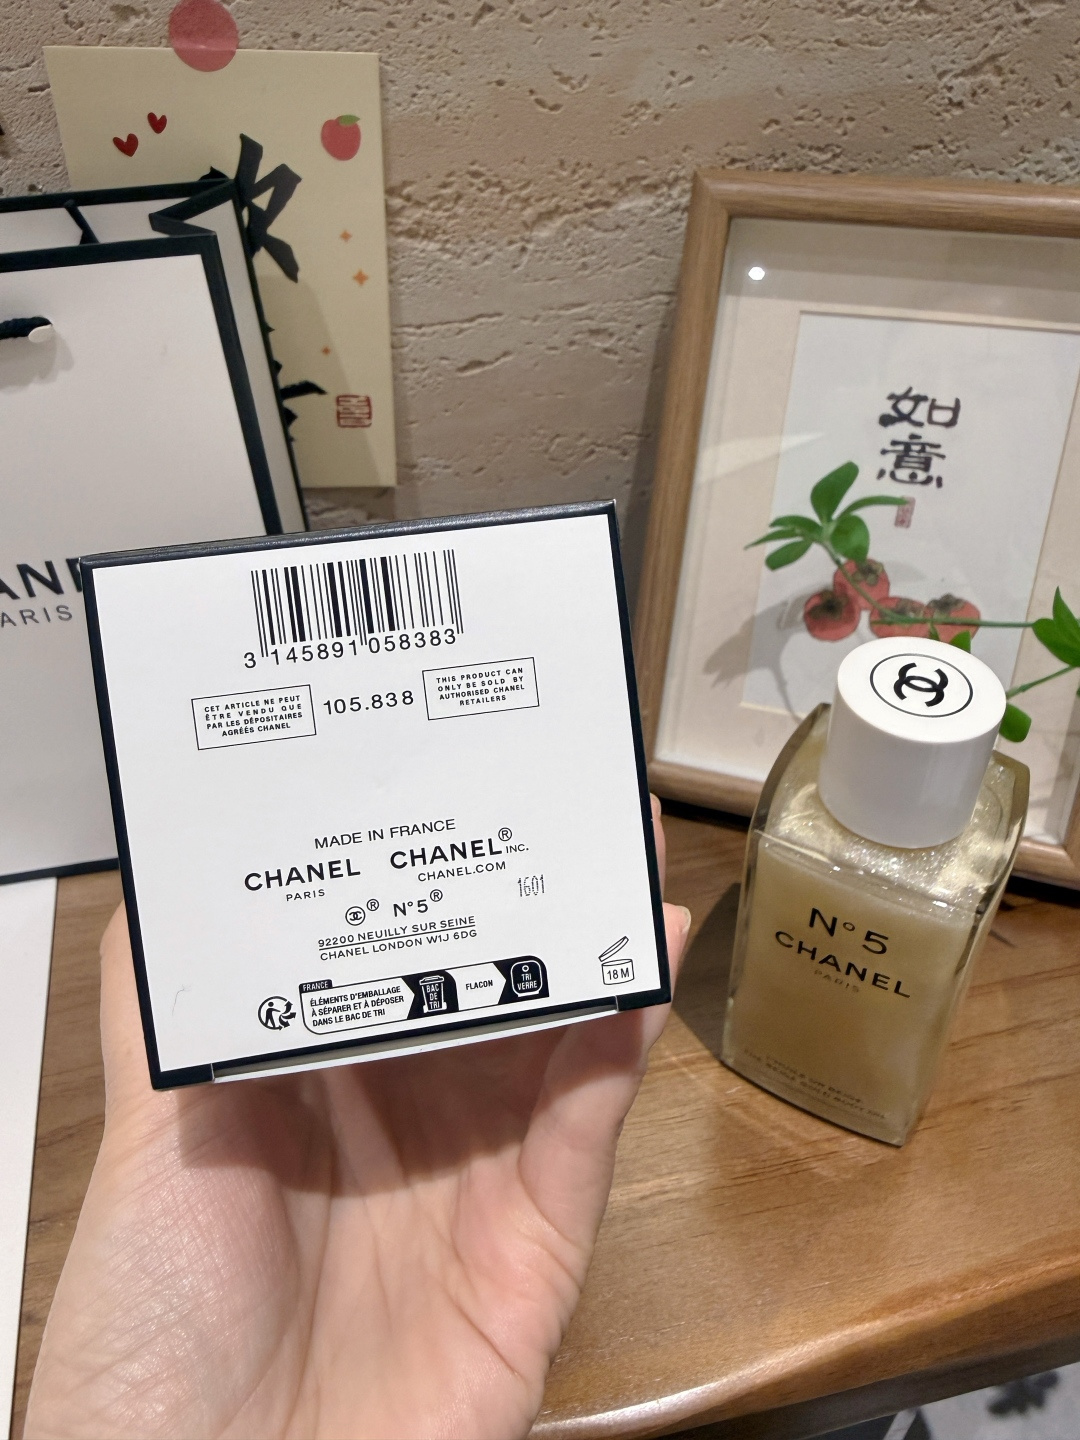 如
意
PARIS
3 145891 058383
CET ARTICLE NE PEUT
ÊTRE VENDU QUE
PAR LES DÉPOSITAIRES
AGRÉÉS CHANEL
105.838
THIS PRODUCT CAN
ONLY BE SOLD BY
AUTHORISED CHANEL
RETAILERS
MADE IN FRANCE
CHANEL
PARIS
CHANEL® INC.
CHANEL.COM
1601
® N°5®
92200 NEUILLY SUR SEINE
CHANEL LONDON W1J 6DG
FRANCE
ÉLÉMENTS D'EMBALLAGE
À SÉPARER ET À DÉPOSER
DANS LE BAC DE TRI
BAC
DE
TRI
FLACON
TRI
VERRE
18 M
N°5
CHANEL
PARIS